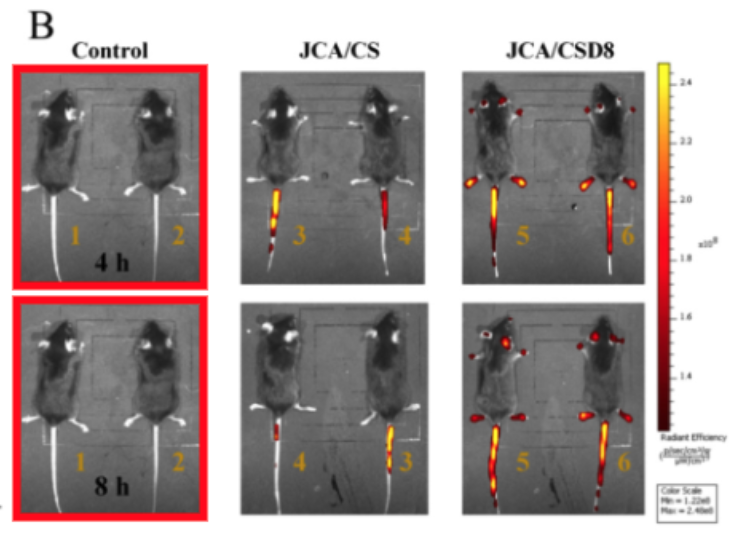 B
Control JCA/CS JCA/CSD8
1 2 3 4 5 6
4 h
1 2 4 3 5 6
8 h
2.4
2.2
2.0
x10⁸
1.8
1.6
1.4
Radiant Efficiency
Color Scale
Min = 1.22e8
Max = 2.48e8